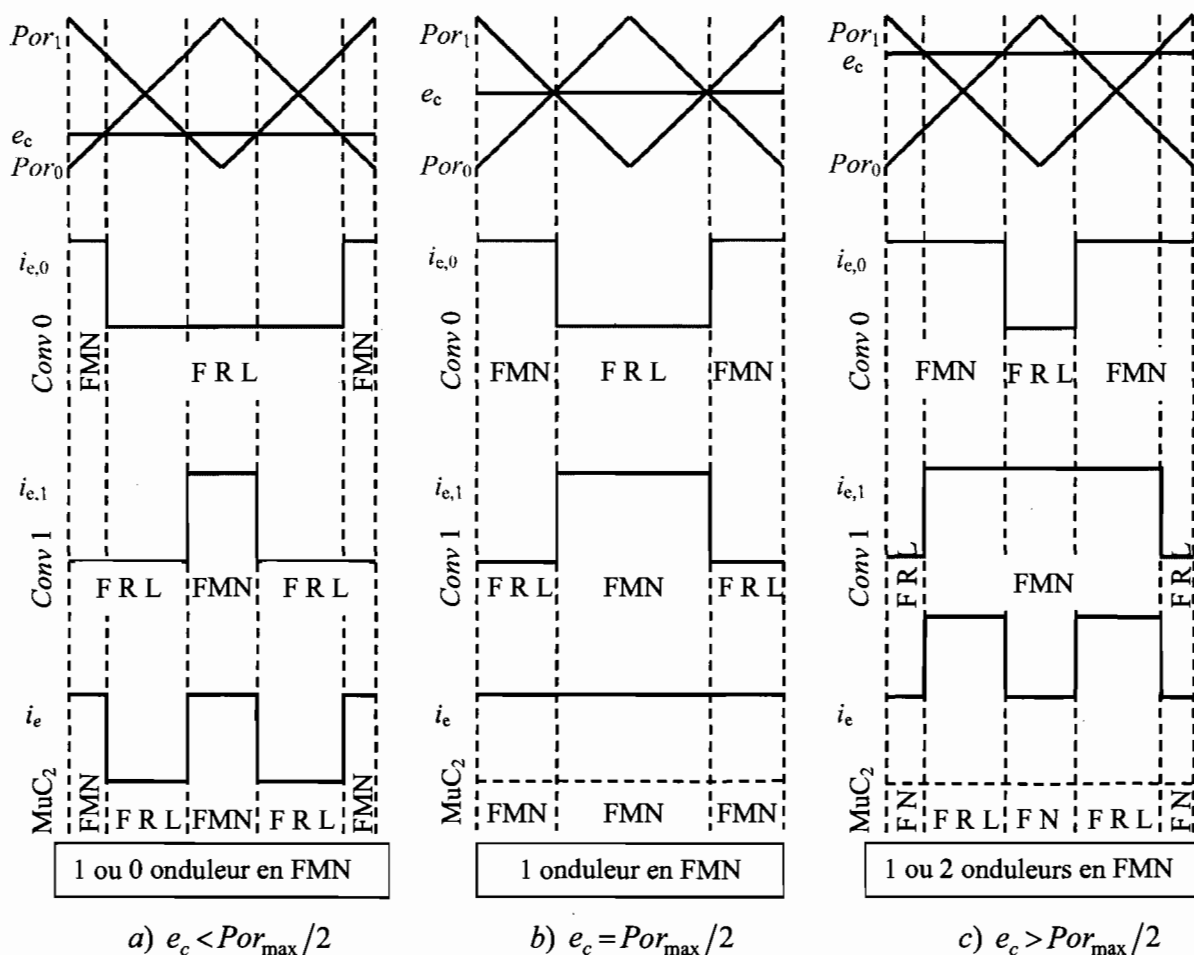 Por1
ec
Por0
ie,0
Conv 0
FMN
F R L
FMN
ie,1
Conv 1
F R L
FMN
F R L
ie
MuC2
FMN
F R L
FMN
F R L
FMN
1 ou 0 onduleur en FMN
a) ec < Pormax/2
Por1
ec
Por0
ie,0
Conv 0
FMN
F R L
FMN
ie,1
Conv 1
F R L
FMN
F R L
ie
MuC2
FMN
FMN
FMN
1 onduleur en FMN
b) ec = Pormax/2
Por1
ec
Por0
ie,0
Conv 0
FMN
F R L
FMN
ie,1
Conv 1
F R L
FMN
F R L
ie
MuC2
F N
F R L
F N
F R L
F N
1 ou 2 onduleurs en FMN
c) ec > Pormax/2